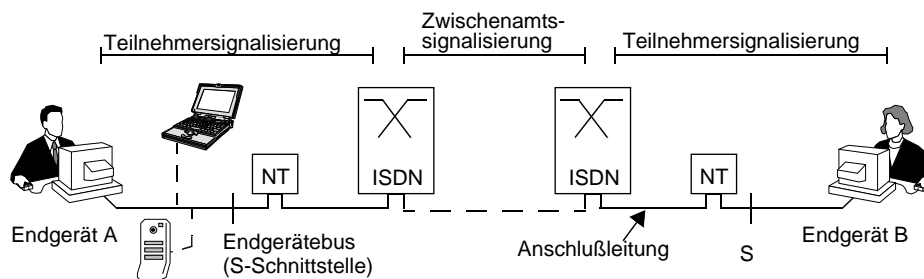 Zwischenamts-
signalisierung
Teilnehmersignalisierung
Teilnehmersignalisierung
NT
ISDN
ISDN
NT
Endgerät A
Endgerätebus
(S-Schnittstelle)
Anschlußleitung
S
Endgerät B